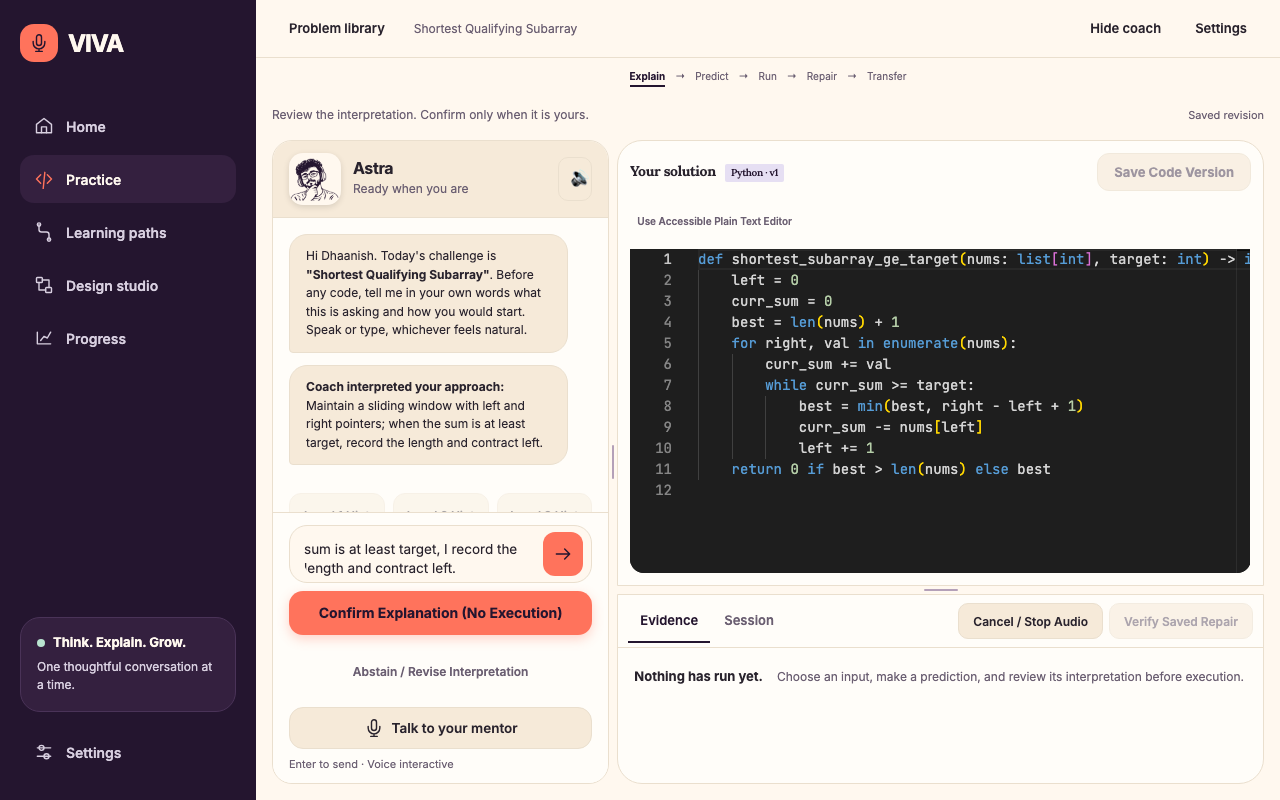 VIVA
Home
Practice
Learning paths
Design studio
Progress
Think. Explain. Grow.
One thoughtful conversation at
a time.
Settings
Problem library
Shortest Qualifying Subarray
Hide coach
Settings
Explain → Predict → Run → Repair → Transfer
Review the interpretation. Confirm only when it is yours.
Saved revision
Astra
Ready when you are
Hi Dhaanish. Today's challenge is
"Shortest Qualifying Subarray". Before
any code, tell me in your own words what
this is asking and how you would start.
Speak or type, whichever feels natural.
Coach interpreted your approach:
Maintain a sliding window with left and
right pointers; when the sum is at least
target, record the length and contract left.
sum is at least target, I record the
length and contract left.
Confirm Explanation (No Execution)
Abstain / Revise Interpretation
Talk to your mentor
Enter to send · Voice interactive
Your solution
Python · v1
Save Code Version
Use Accessible Plain Text Editor
1 def shortest_subarray_ge_target(nums: list[int], target: int) -> i
2 left = 0
3 curr_sum = 0
4 best = len(nums) + 1
5 for right, val in enumerate(nums):
6 curr_sum += val
7 while curr_sum >= target:
8 best = min(best, right - left + 1)
9 curr_sum -= nums[left]
10 left += 1
11 return 0 if best > len(nums) else best
12
Evidence
Session
Cancel / Stop Audio
Verify Saved Repair
Nothing has run yet. Choose an input, make a prediction, and review its interpretation before execution.